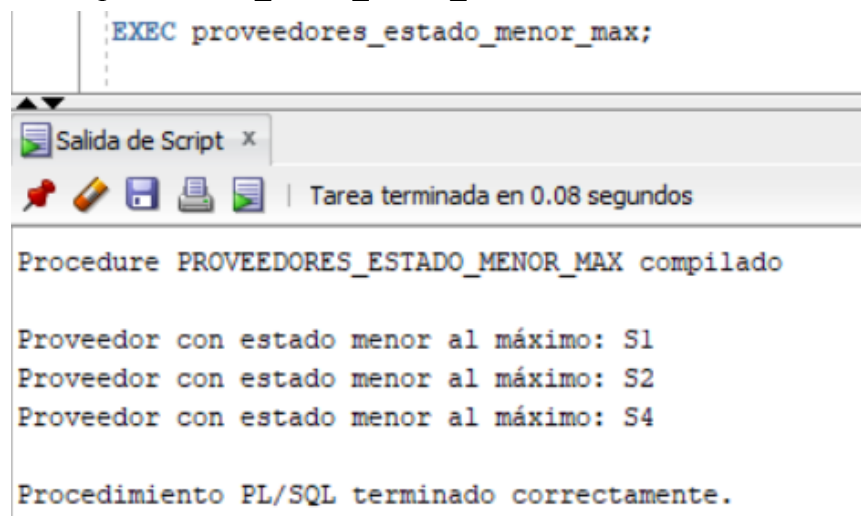 EXEC proveedores_estado_menor_max;
Salida de Script x
Tarea terminada en 0.08 segundos
Procedure PROVEEDORES_ESTADO_MENOR_MAX compilado
Proveedor con estado menor al máximo: S1
Proveedor con estado menor al máximo: S2
Proveedor con estado menor al máximo: S4
Procedimiento PL/SQL terminado correctamente.